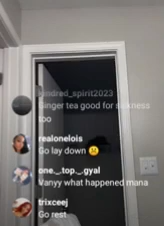 kindred_spirit2023
Ginger tea good for sickness
too
realonelois
Go lay down 😢
one._.top._.gyal
Vanyy what happened mana
trixceej
Go rest